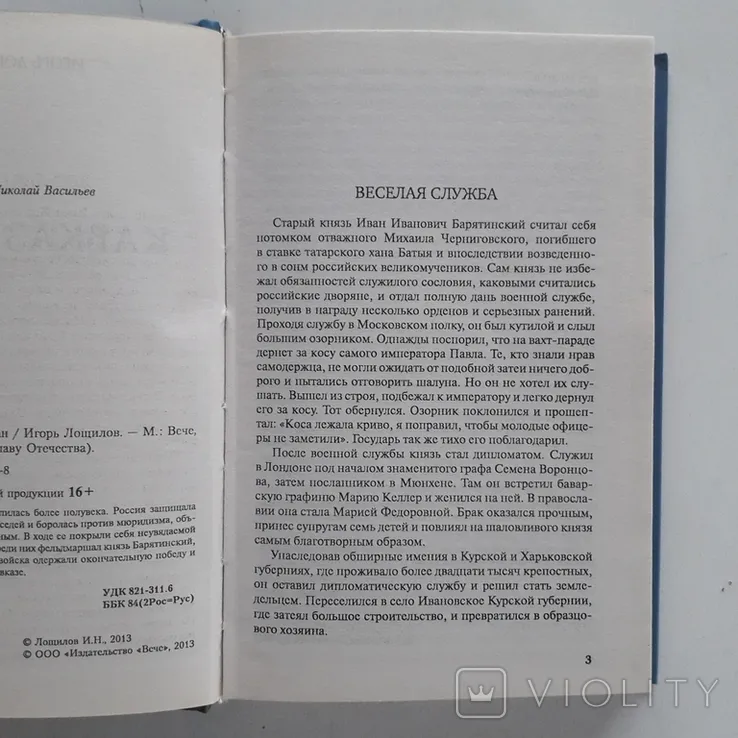 Николай Васильев
ан / Игорь Лощилов. — М.: Вече,
лаву Отечества).
-8
й продукции 16+
тилась более полувека. Россия защищала
седей и боролась против мюридизма, объ-
ным. В ходе ее покрыли себя неувядаемой
реди них фельдмаршал князь Барятинский,
войска одержали окончательную победу и
вказе.
УДК 821-311.6
ББК 84(2Рос=Рус)
© Лощилов И.Н., 2013
© ООО «Издательство «Вече», 2013
ВЕСЕЛАЯ СЛУЖБА
Старый князь Иван Иванович Барятинский считал себя
потомком отважного Михаила Черниговского, погибшего
в ставке татарского хана Батыя и впоследствии возведенно-
го в сонм российских великомучеников. Сам князь не избе-
жал обязанностей служилого сословия, каковыми считались
российские дворяне, и отдал полную дань военной службе,
получив в награду несколько орденов и серьезных ранений.
Проходя службу в Московском полку, он был кутилой и слыл
большим озорником. Однажды поспорил, что на вахт-параде
дернет за косу самого императора Павла. Те, кто знали нрав
самодержца, не могли ожидать от подобной затеи ничего доб-
рого и пытались отговорить шалуна. Но он не хотел их слу-
шать. Вышел из строя, подбежал к императору и легко дернул
его за косу. Тот обернулся. Озорник поклонился и прошеп-
тал: «Коса лежала криво, я поправил, чтобы молодые офице-
ры не заметили». Государь так же тихо его поблагодарил.
После военной службы князь стал дипломатом. Служил
в Лондоне под началом знаменитого графа Семена Воронцо-
ва, затем посланником в Мюнхене. Там он встретил бавар-
скую графиню Марию Келлер и женился на ней. В правосла-
вии она стала Марией Федоровной. Брак оказался прочным,
принес супругам семь детей и повлиял на шаловливого князя
самым благотворным образом.
Унаследовав обширные имения в Курской и Харьковской
губерниях, где проживало более двадцати тысяч крепостных,
он оставил дипломатическую службу и решил стать земле-
дельцем. Переселился в село Ивановское Курской губернии,
где затеял большое строительство, и превратился в образцо-
вого хозяина.
3
VIOLITY